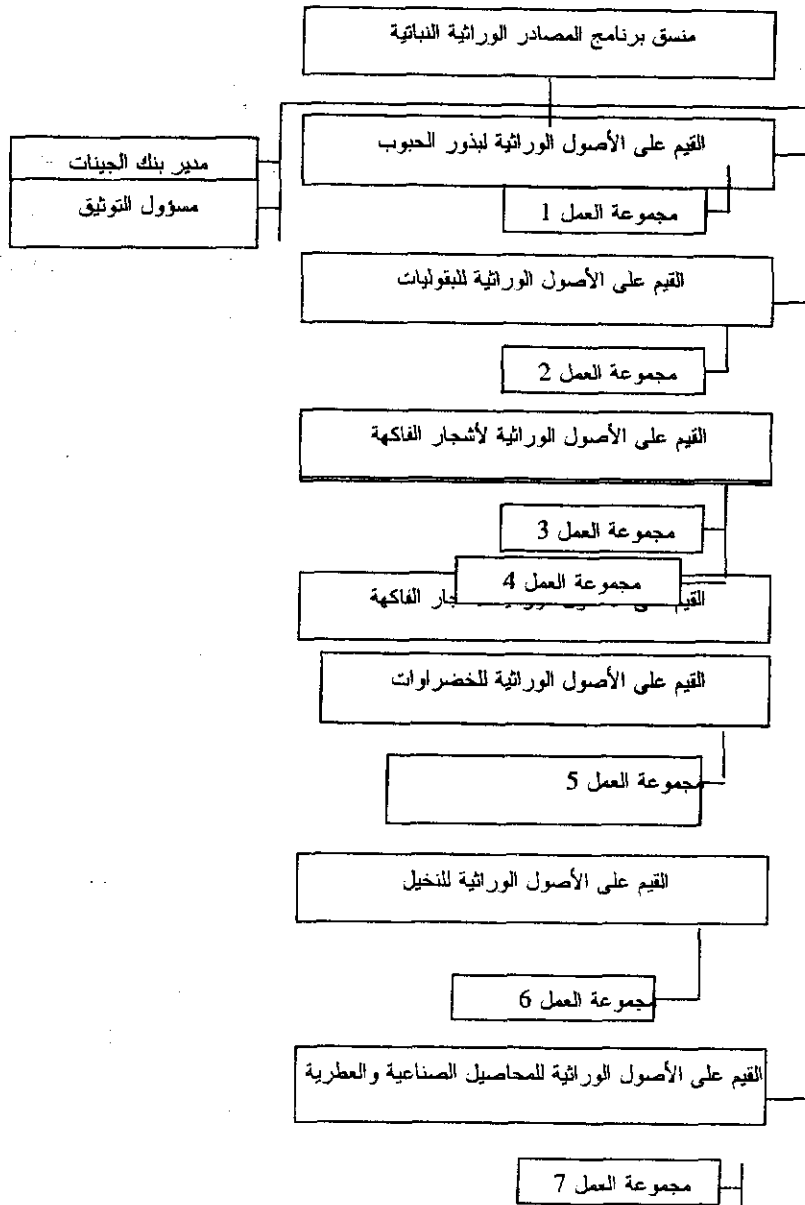 منسق برنامج المصادر الوراثية النباتية
القيم على الأصول الوراثية لبذور الحبوب
مدير بنك الجينات
مسؤول التوثيق
مجموعة العمل 1
القيم على الأصول الوراثية للبقوليات
مجموعة العمل 2
القيم على الأصول الوراثية لأشجار الفاكهة
مجموعة العمل 3
مجموعة العمل 4
القيم على جار الفاكهة
القيم على الأصول الوراثية للخضراوات
مجموعة العمل 5
القيم على الأصول الوراثية للنخيل
مجموعة العمل 6
القيم على الأصول الوراثية للمحاصيل الصناعية والعطرية
مجموعة العمل 7